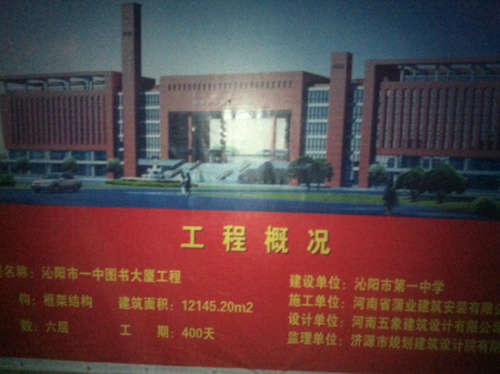 工程概况
名称：沁阳市一中图书大厦工程
构：框架结构 建筑面积：12145.20m2
数：六层 工 期：400天
建设单位：沁阳市第一中学
施工单位：河南省源业建筑安装有限
设计单位：河南五象建筑设计有限公
监理单位：济源市规划建筑设计院有限